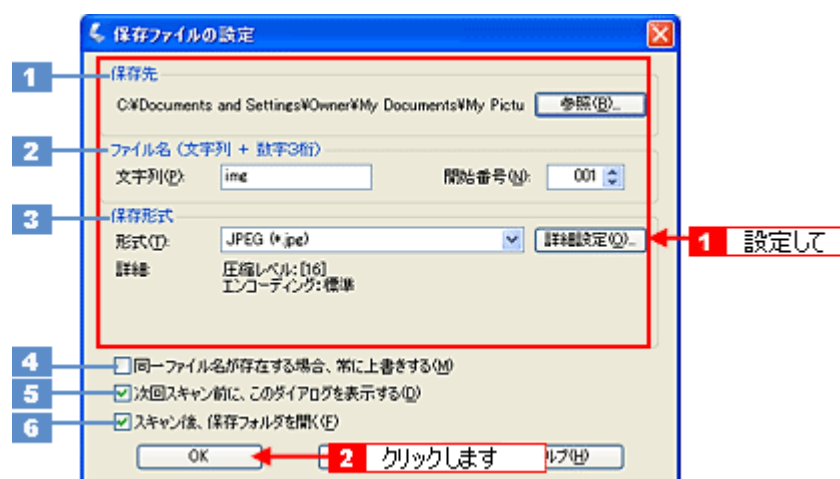 保存ファイルの設定
1
保存先
C:¥Documents and Settings¥Owner¥My Documents¥My Pictu
参照(B)...
2
ファイル名 (文字列 + 数字3桁)
文字列(P):
img
開始番号(N):
001
3
保存形式
形式(T):
JPEG (*.jpg)
詳細設定(O)...
1 設定して
詳細:
圧縮レベル:[16]
エンコーディング:標準
4
同一ファイル名が存在する場合、常に上書きする(M)
5
次回スキャン前に、このダイアログを表示する(D)
6
スキャン後、保存フォルダを開く(F)
OK
2 クリックします
ルプ(H)